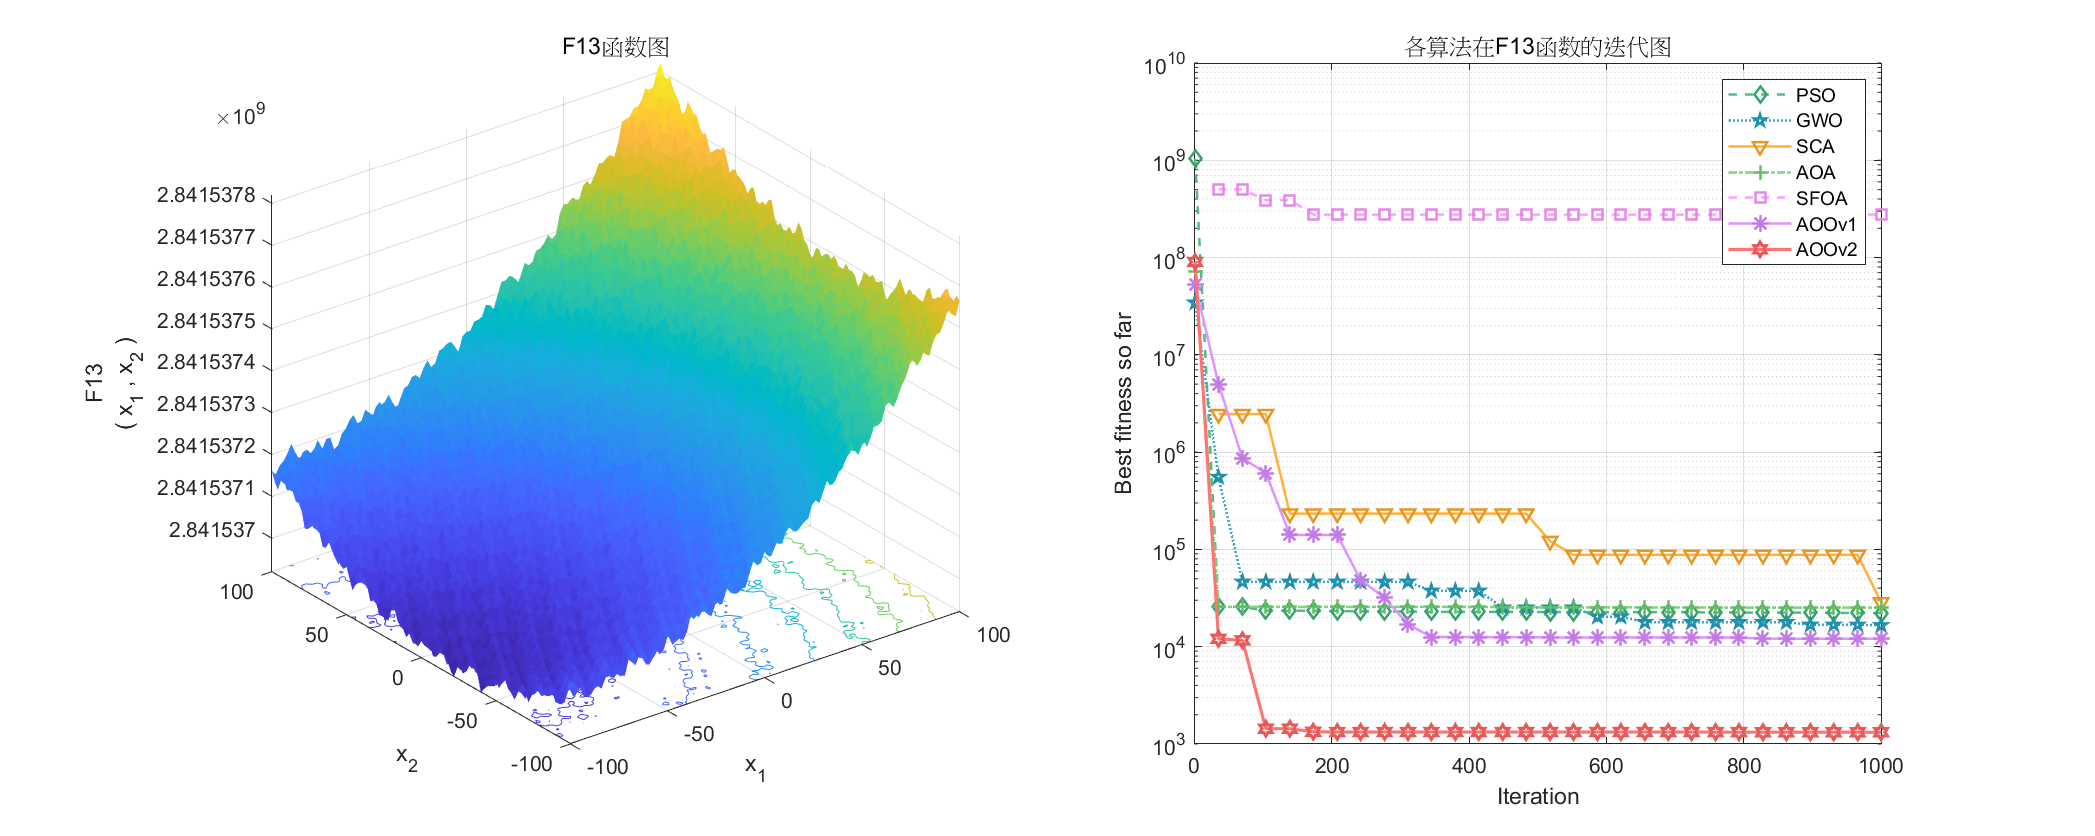 F13函数图
×10^9
2.8415378
2.8415377
2.8415376
2.8415375
2.8415374
2.8415373
2.8415372
2.8415371
2.841537
F13
( x_1 , x_2 )
100
50
0
-50
-100
x_2
-100
-50
0
50
100
x_1
各算法在F13函数的迭代图
10^10
10^9
10^8
10^7
10^6
10^5
10^4
10^3
Best fitness so far
PSO
GWO
SCA
AOA
SFOA
AOOv1
AOOv2
0
200
400
600
800
1000
Iteration